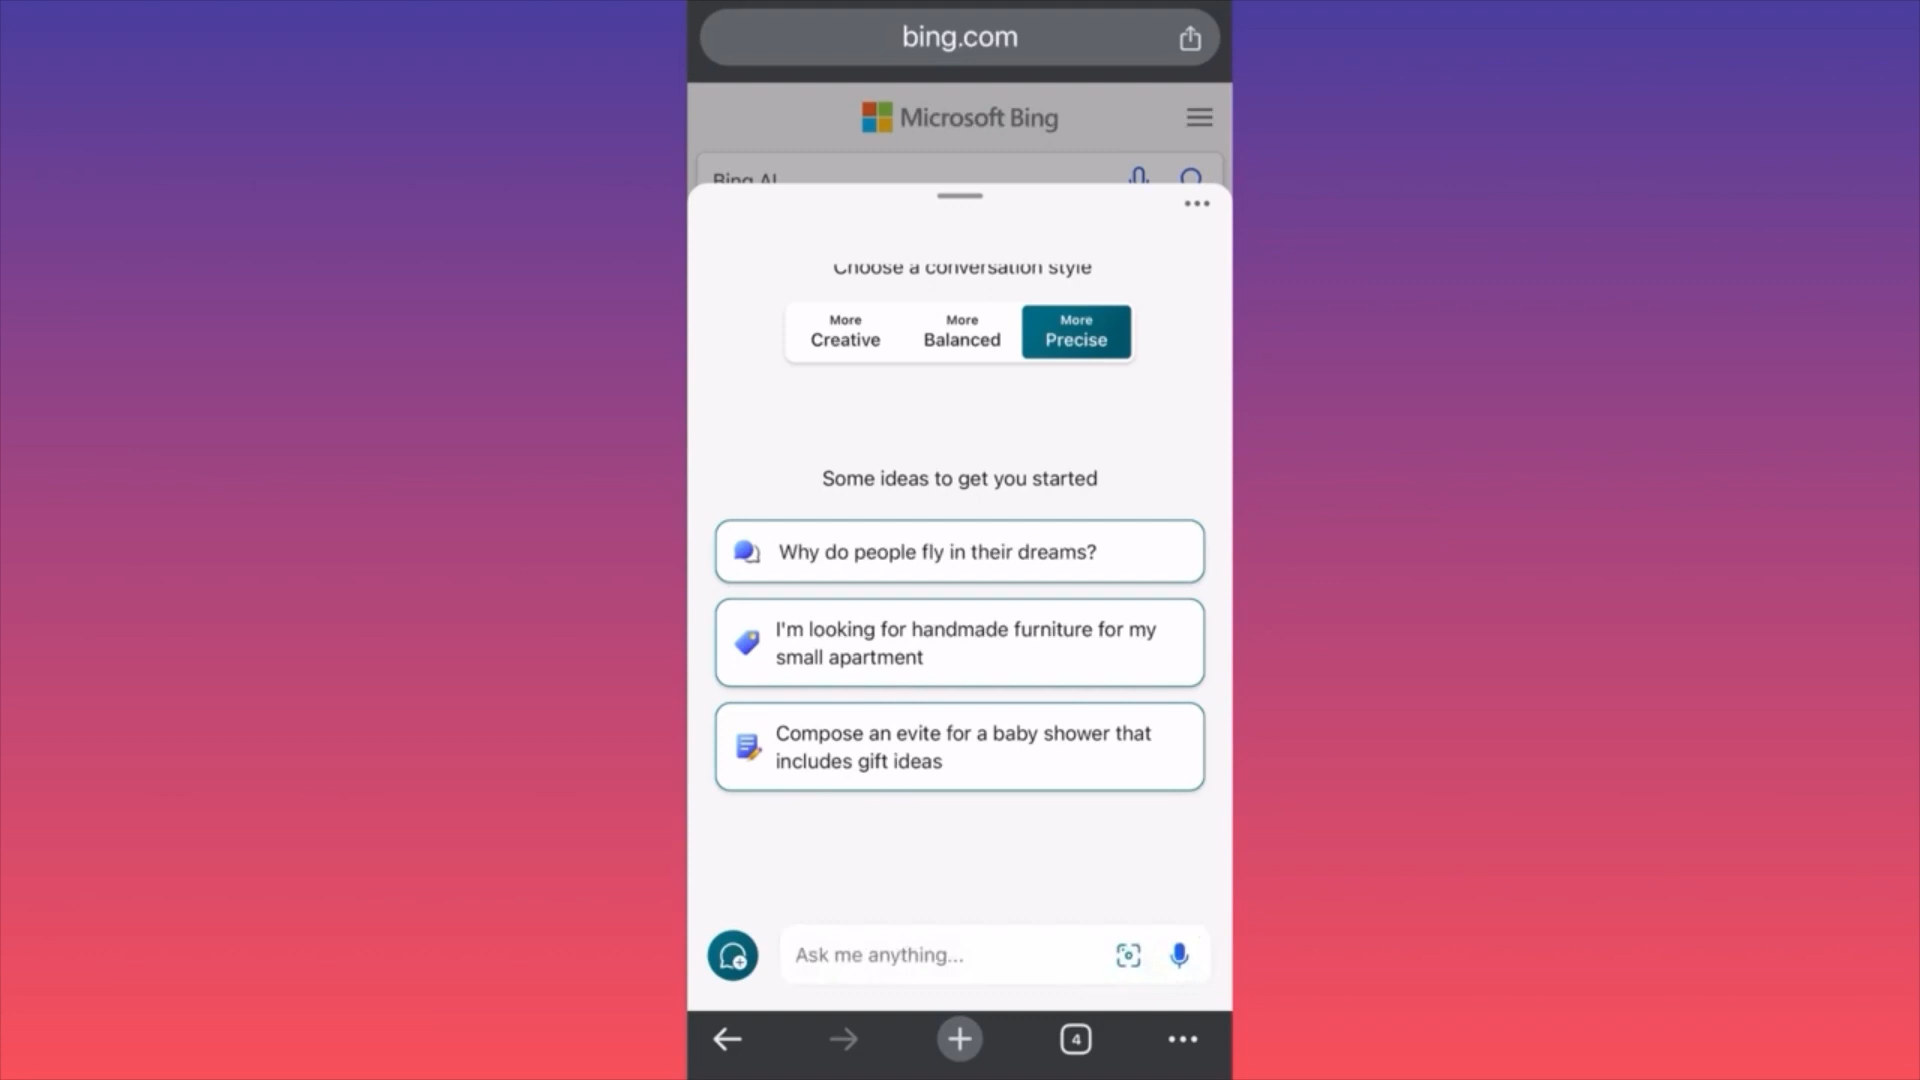 bing.com
Microsoft Bing
Bing AI
Choose a conversation style
More
Creative
More
Balanced
More
Precise
Some ideas to get you started
Why do people fly in their dreams?
I'm looking for handmade furniture for my
small apartment
Compose an evite for a baby shower that
includes gift ideas
Ask me anything...
4